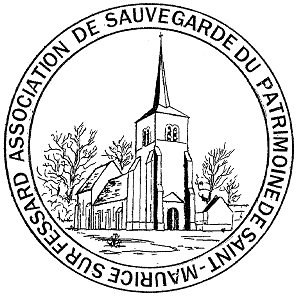 ASSOCIATION DE SAUVEGARDE DU PATRIMOINE DE SAINT-MAURICE SUR FESSARD